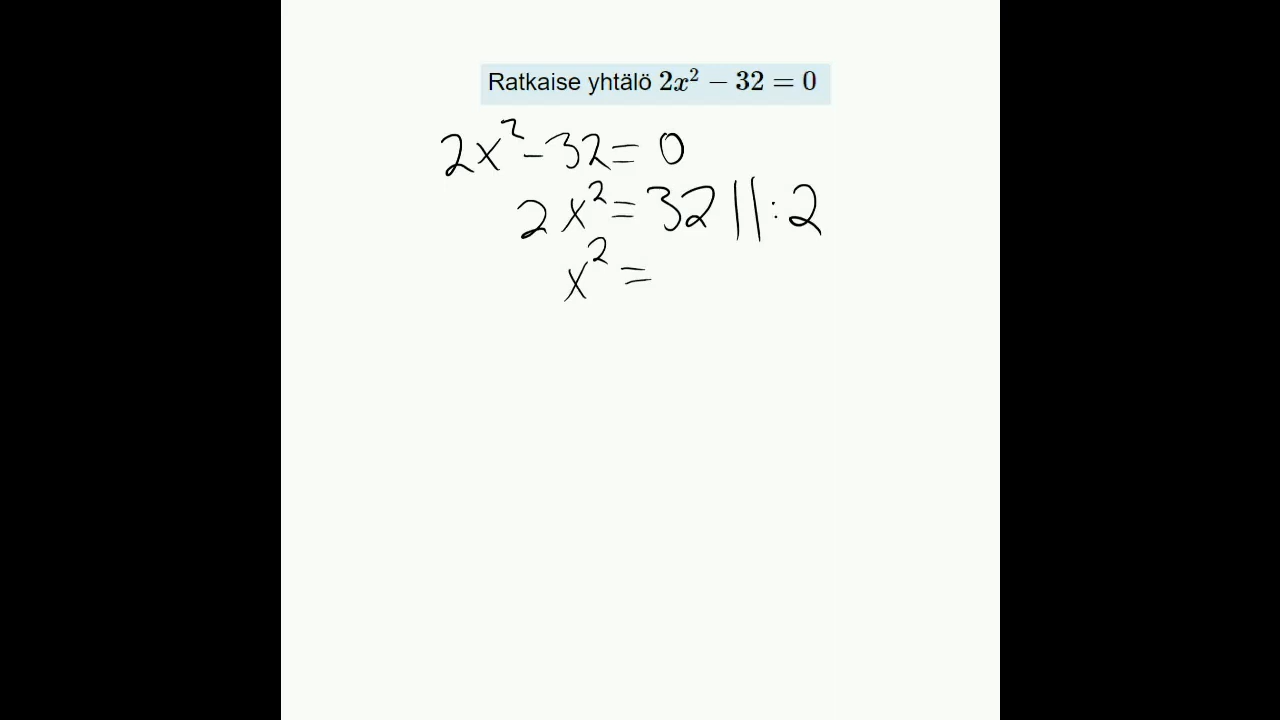 Ratkaise yhtälö 2x² − 32 = 0
2x² - 32 = 0
2x² = 32 || : 2
x² =